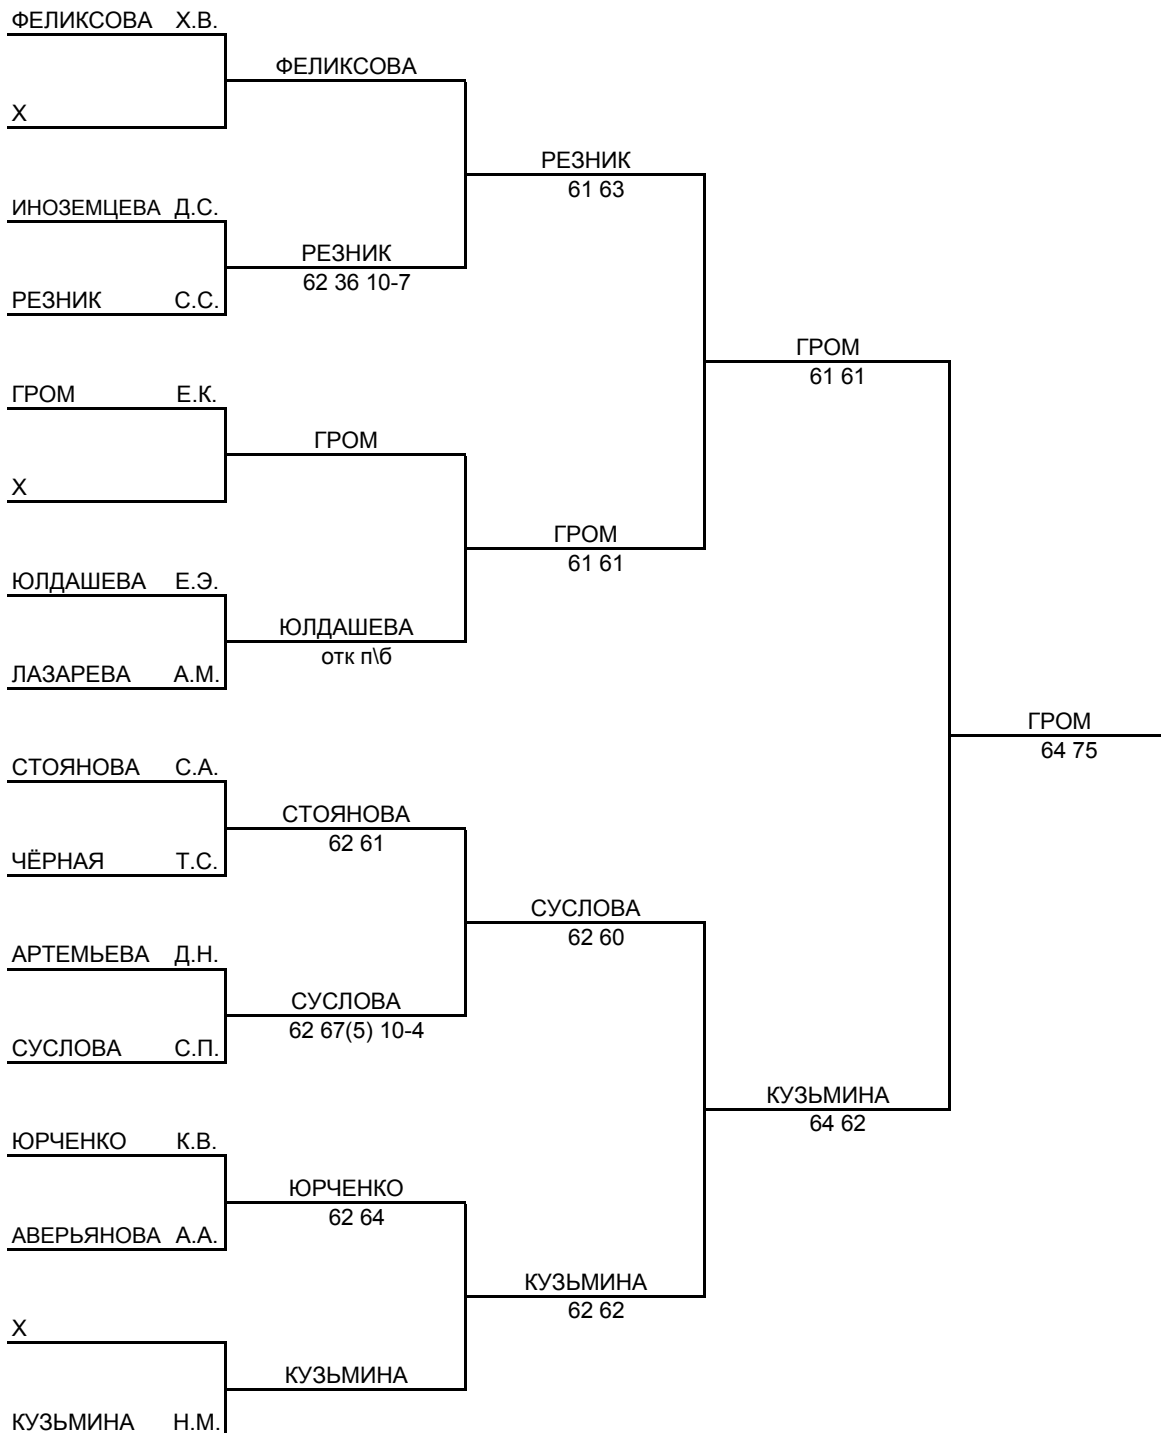 ФЕЛИКСОВА Х.В.
ФЕЛИКСОВА
Х
РЕЗНИК
61 63
ИНОЗЕМЦЕВА Д.С.
РЕЗНИК
62 36 10-7
РЕЗНИК С.С.
ГРОМ
61 61
ГРОМ Е.К.
ГРОМ
Х
ГРОМ
61 61
ЮЛДАШЕВА Е.Э.
ЮЛДАШЕВА
отк п\б
ЛАЗАРЕВА А.М.
ГРОМ
64 75
СТОЯНОВА С.А.
СТОЯНОВА
62 61
ЧЁРНАЯ Т.С.
СУСЛОВА
62 60
АРТЕМЬЕВА Д.Н.
СУСЛОВА
62 67(5) 10-4
СУСЛОВА С.П.
КУЗЬМИНА
64 62
ЮРЧЕНКО К.В.
ЮРЧЕНКО
62 64
АВЕРЬЯНОВА А.А.
КУЗЬМИНА
62 62
Х
КУЗЬМИНА
КУЗЬМИНА Н.М.